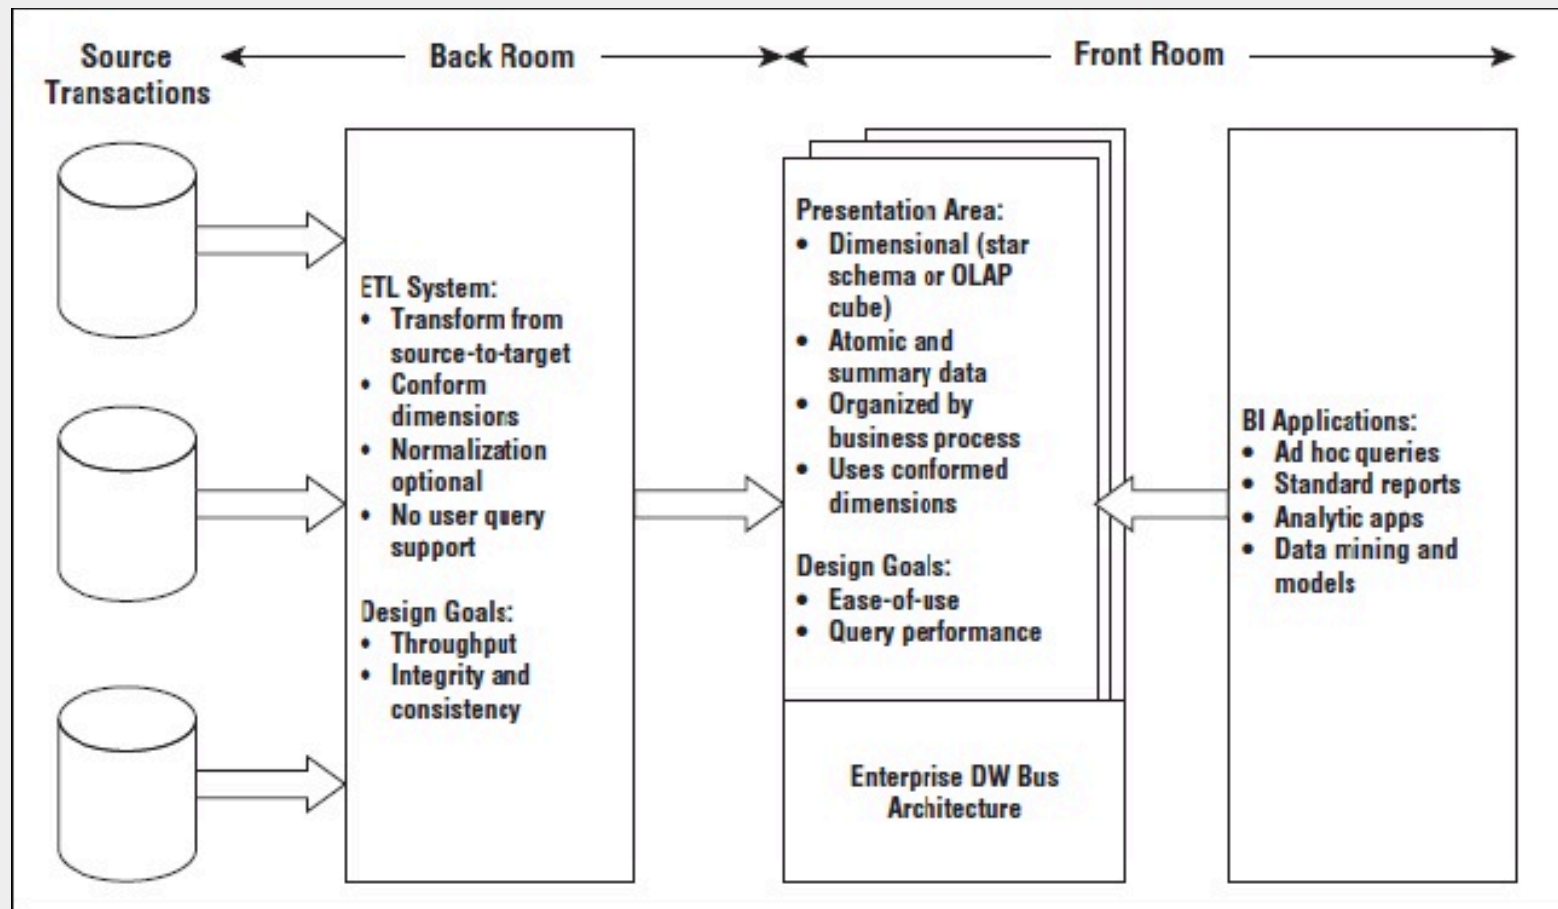 Source
Transactions
Back Room
Front Room
ETL System:
• Transform from
source-to-target
• Conform
dimensions
• Normalization
optional
• No user query
support
Design Goals:
• Throughput
• Integrity and
consistency
Presentation Area:
• Dimensional (star
schema or OLAP
cube)
• Atomic and
summary data
• Organized by
business process
• Uses conformed
dimensions
Design Goals:
• Ease-of-use
• Query performance
Enterprise DW Bus
Architecture
BI Applications:
• Ad hoc queries
• Standard reports
• Analytic apps
• Data mining and
models